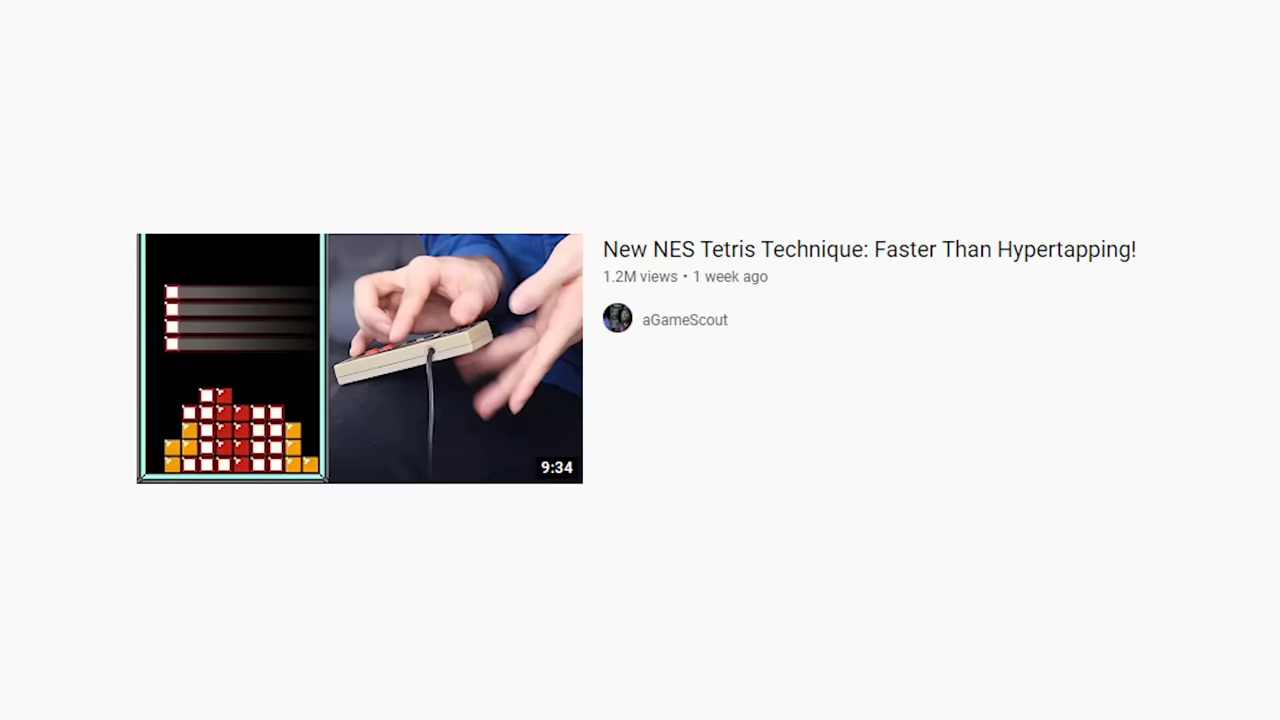 New NES Tetris Technique: Faster Than Hypertapping!
1.2M views • 1 week ago
aGameScout
9:34